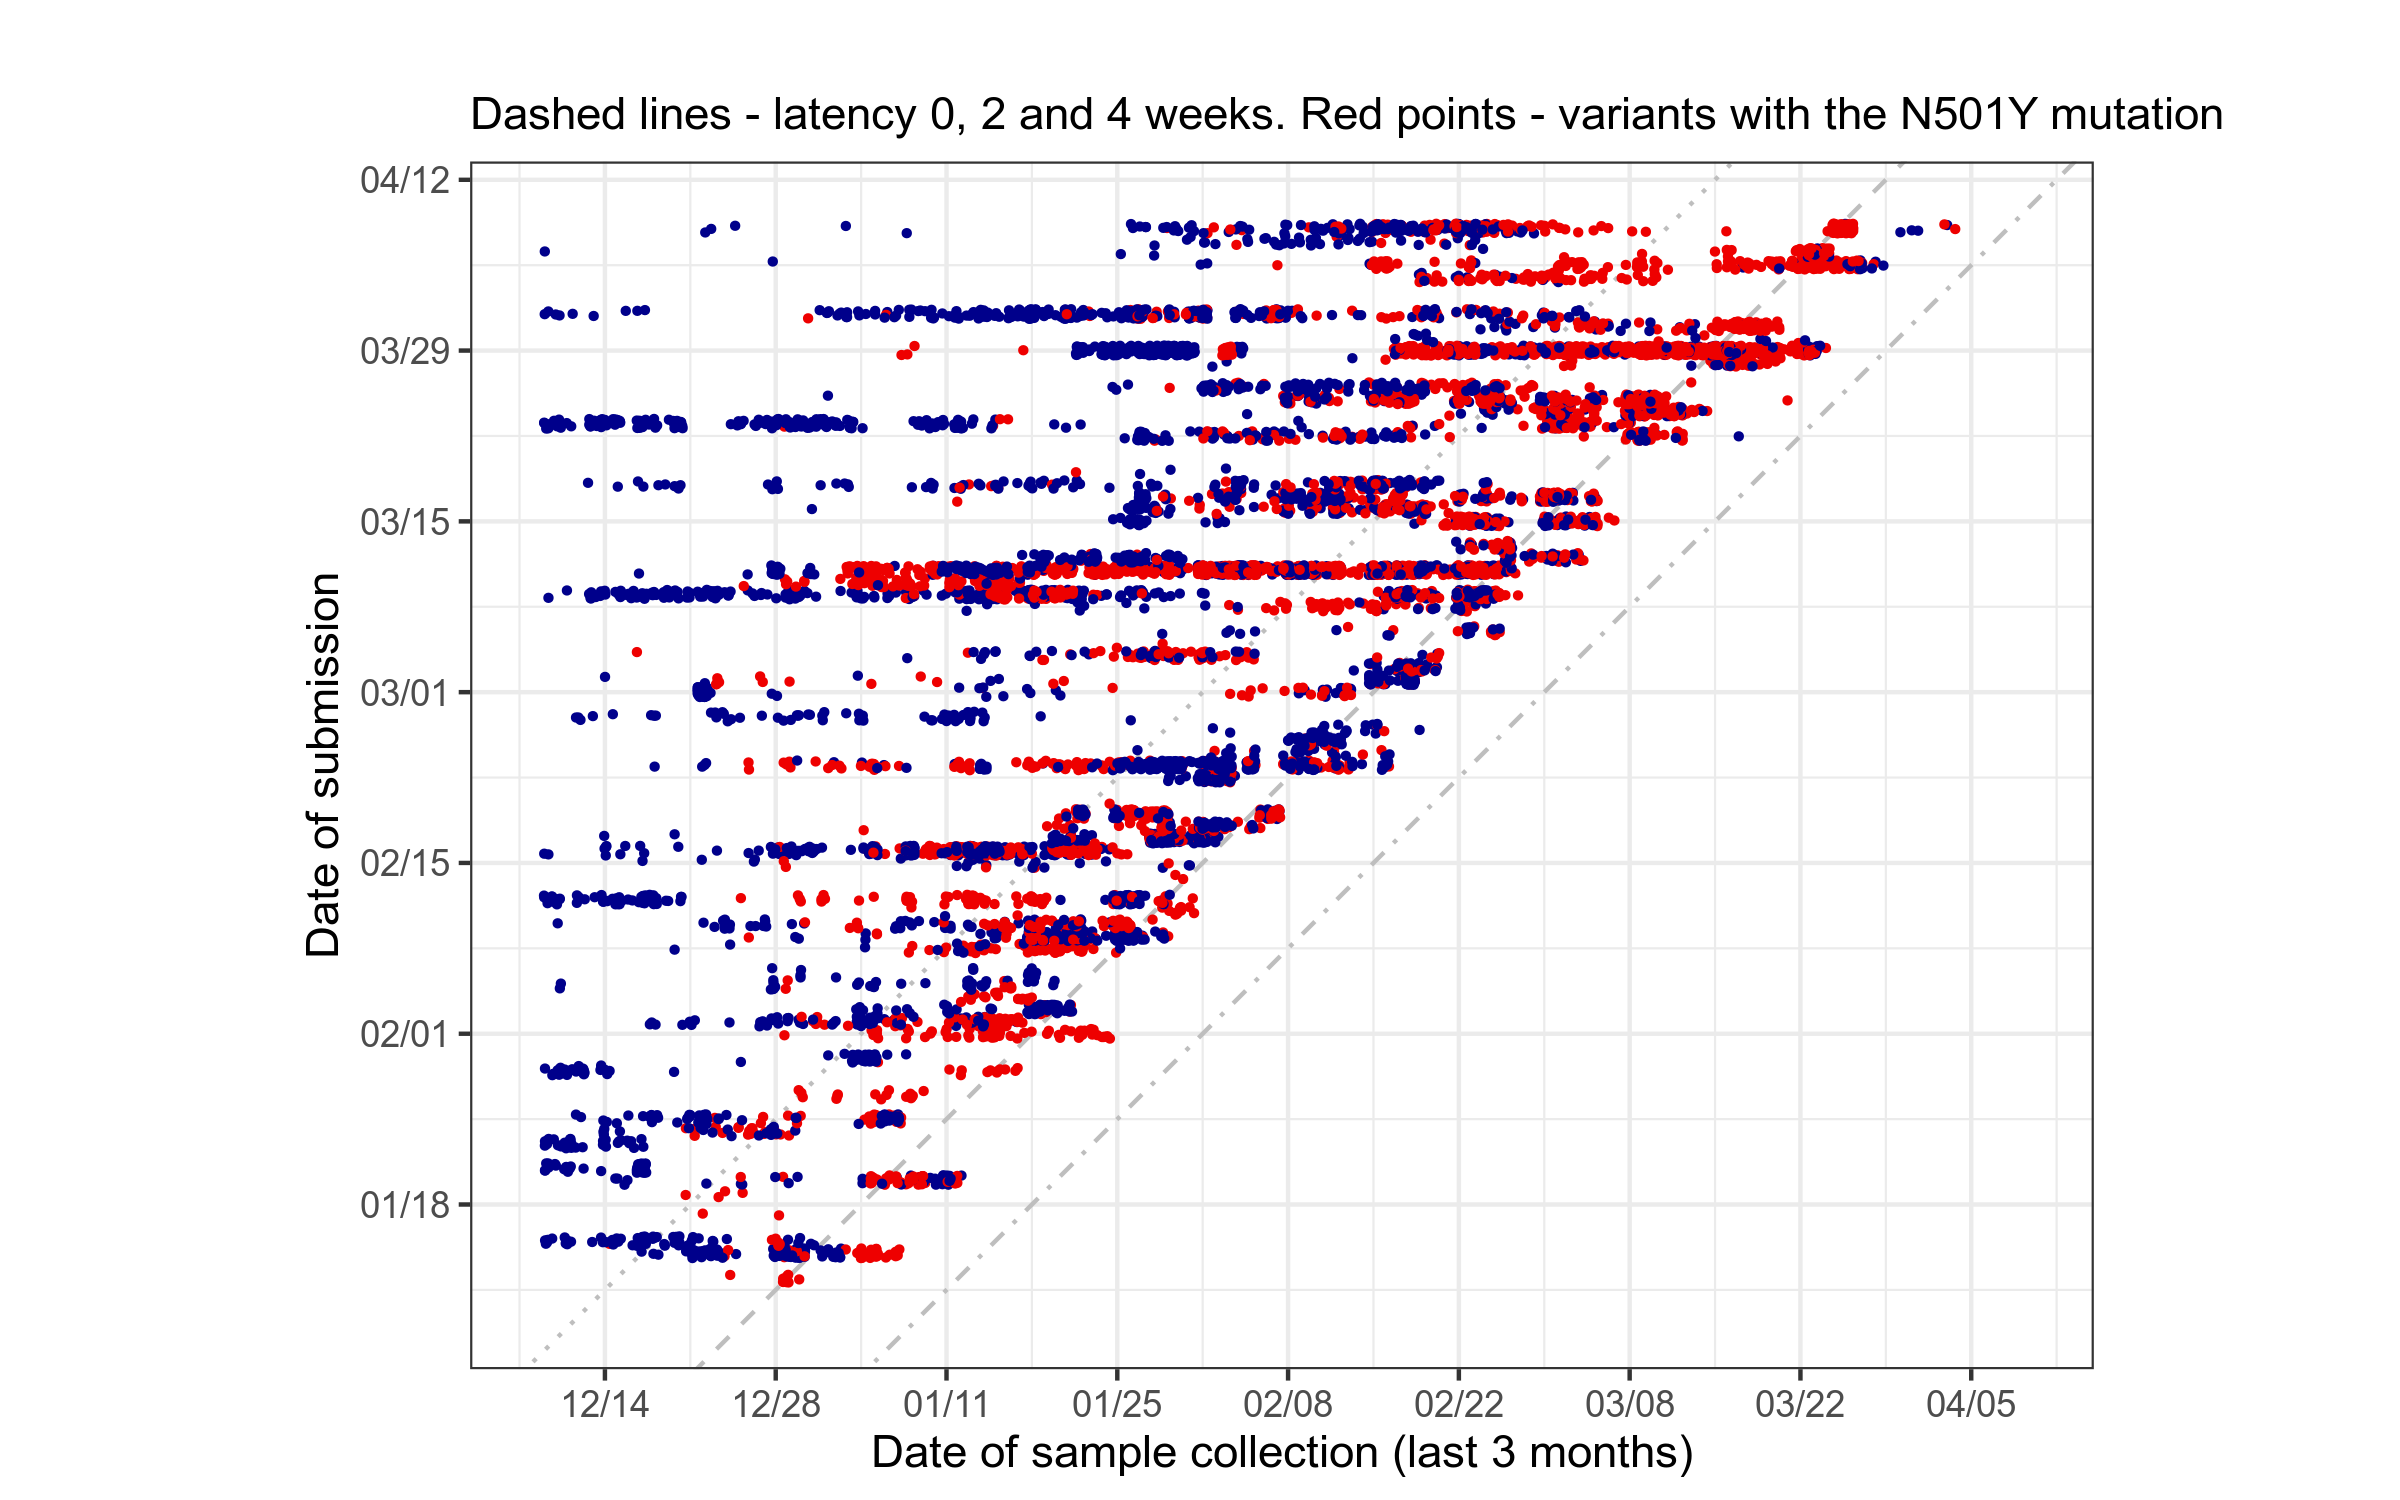 Dashed lines - latency 0, 2 and 4 weeks. Red points - variants with the N501Y mutation
04/12
03/29
03/15
03/01
02/15
02/01
01/18
Date of submission
12/14 12/28 01/11 01/25 02/08 02/22 03/08 03/22 04/05
Date of sample collection (last 3 months)